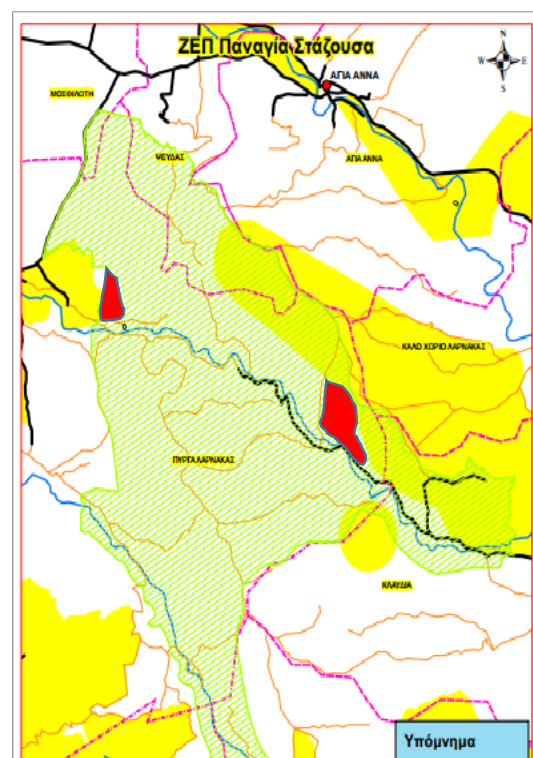 ΖΕΠ Παναγία Στάζουσα
N
W E
S
ΑΓΙΑ ΑΝΝΑ
ΜΟΣΦΙΛΩΤΗ
ΨΕΥΔΑΣ
ΑΓΙΑ ΑΝΝΑ
ΚΑΛΟ ΧΩΡΙΟ ΛΑΡΝΑΚΑΣ
ΠΥΡΓΑ ΛΑΡΝΑΚΑΣ
ΚΛΑΥΔΙΑ
Υπόμνημα